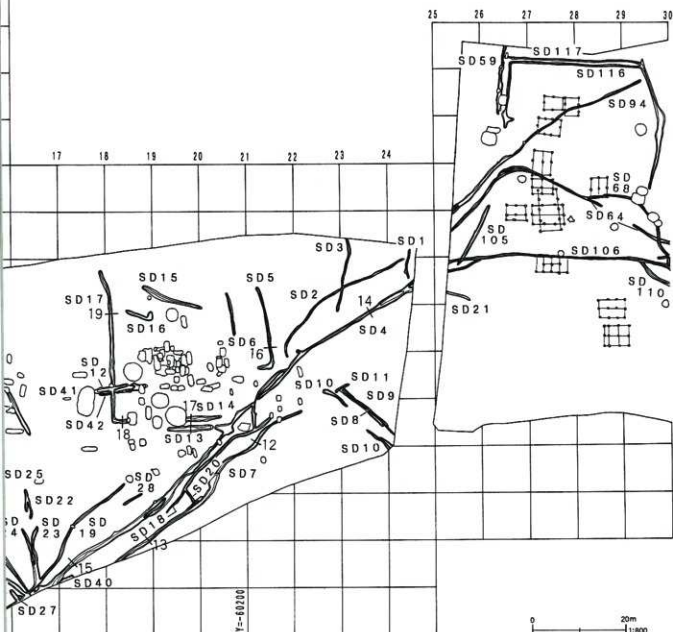 25 26 27 28 29 30
SD59
SD117
SD116
SD94
17 18 19 20 21 22 23 24
SD
68
SD64
SD3
SD1
SD
105
SD106
SD15
SD5
SD17
SD2
14
19
SD4
SD21
SD
110
SD16
SD6
16
SD
12
SD11
SD10
SD9
SD41
17
SD14
SD8
SD42
18
SD13
SD10
12
SD25
SD20
SD7
SD
28
SD22
SD
23
SD
19
SD18
13
15
SD40
SD27
Y=-60200
0 20m
1:800